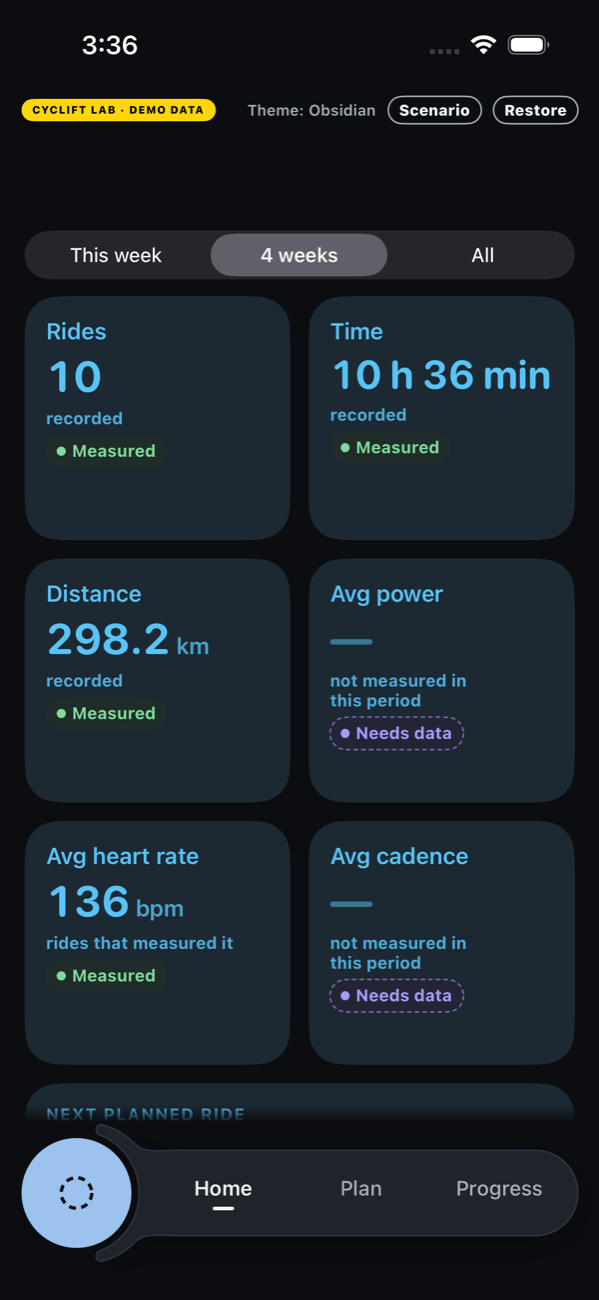 3:36
CYCLIFT LAB · DEMO DATA
Theme: Obsidian
Scenario
Restore
This week
4 weeks
All
Rides
10
recorded
Measured
Time
10 h 36 min
recorded
Measured
Distance
298.2 km
recorded
Measured
Avg power
—
not measured in
this period
Needs data
Avg heart rate
136 bpm
rides that measured it
Measured
Avg cadence
—
not measured in
this period
Needs data
NEXT PLANNED RIDE
Home
Plan
Progress